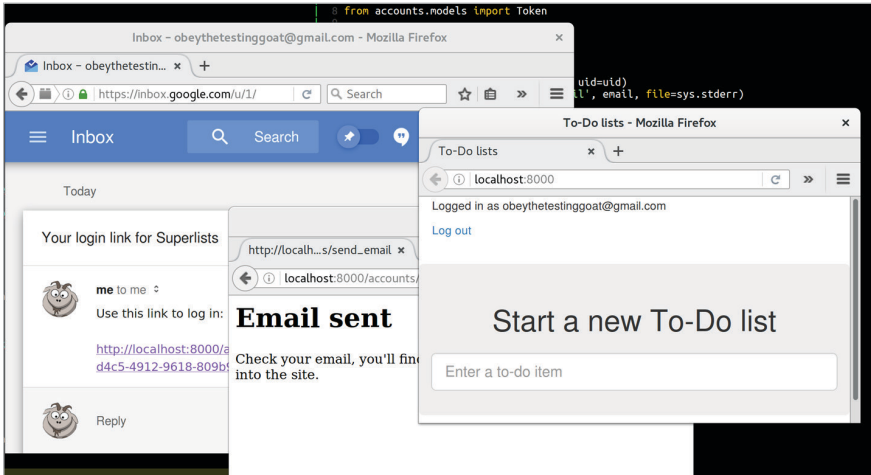 8 from accounts.models import Token
uid=uid)
il', email, file=sys.stderr)
Inbox – obeythetestinggoat@gmail.com - Mozilla Firefox
Inbox – obeythetestin...
https://inbox.google.com/u/1/
Search
Inbox
Search
Today
Your login link for Superlists
me to me
Use this link to log in:
http://localhost:8000/a
d4c5-4912-9618-809b9
Reply
http://localh...s/send_email
localhost:8000/accounts/
Email sent
Check your email, you'll find
into the site.
To-Do lists - Mozilla Firefox
To-Do lists
localhost:8000
Logged in as obeythetestinggoat@gmail.com
Log out
Start a new To-Do list
Enter a to-do item